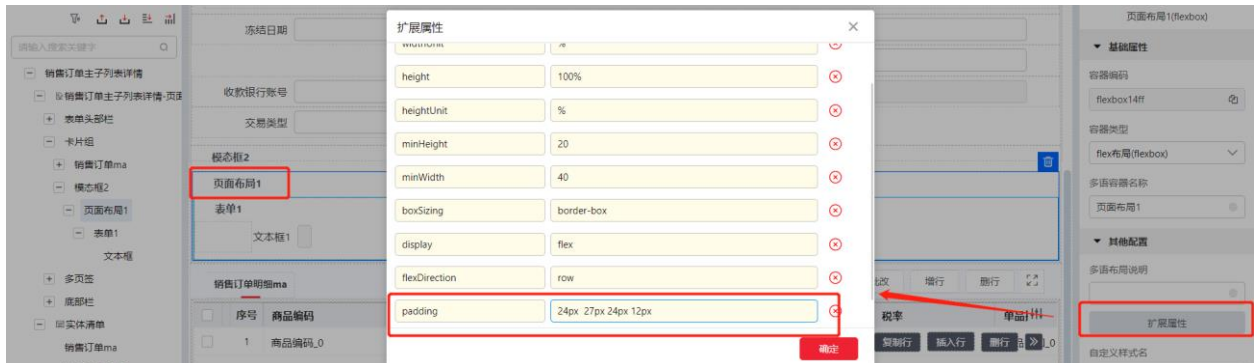 请输入搜索关键字
销售订单主子列表详情
销售订单主子列表详情-页面
表单头部栏
卡片组
销售订单ma
模态框2
页面布局1
表单1
文本框
多页签
底部栏
实体清单
销售订单ma
冻结日期
收款银行账号
交易类型
模态框2
页面布局1
表单1
文本框1
销售订单明细ma
批改 增行 删行
序号 商品编码 税率
1 商品编码_0 复制行 插入行 删行
扩展属性
widthUnit %
height 100%
heightUnit %
minHeight 20
minWidth 40
boxSizing border-box
display flex
flexDirection row
padding 24px 27px 24px 12px
确定
页面布局1(flexbox)
基础属性
容器编码
flexbox14ff
容器类型
flex布局(flexbox)
多语容器名称
页面布局1
其他配置
多语布局说明
扩展属性
自定义样式名